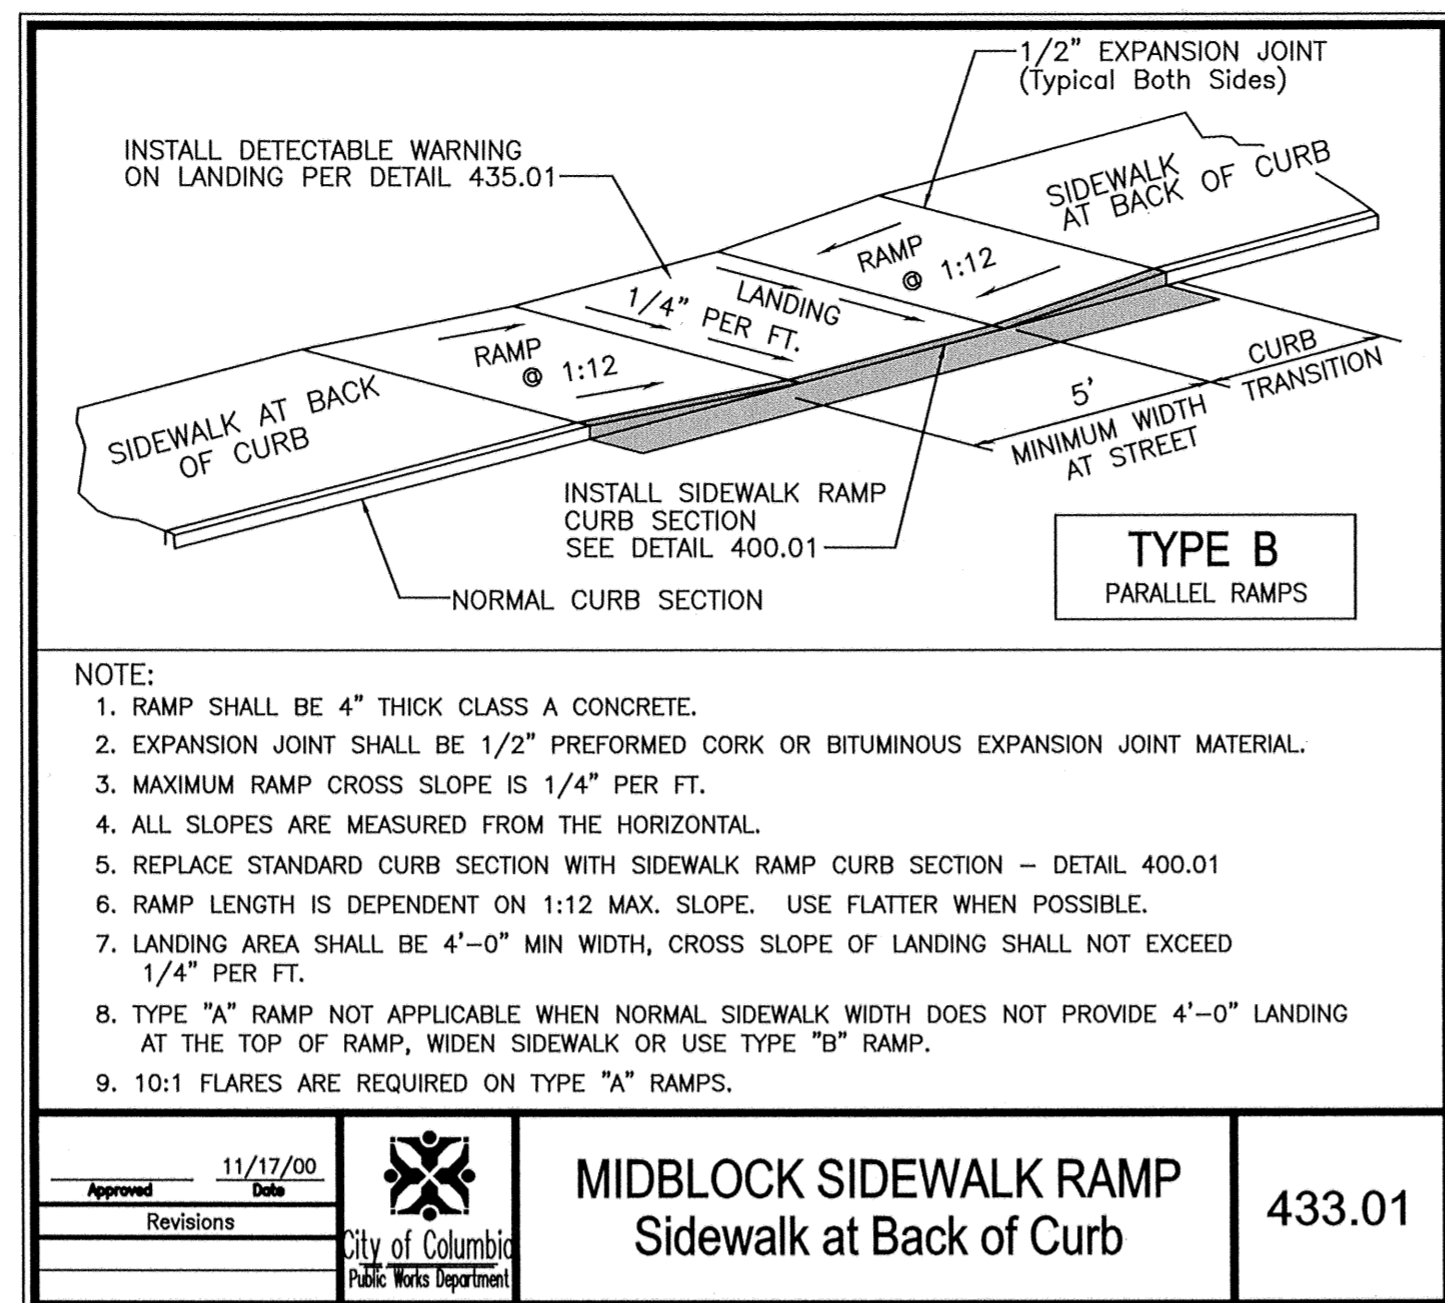 1/2" EXPANSION JOINT
(Typical Both Sides)
INSTALL DETECTABLE WARNING
ON LANDING PER DETAIL 435.01
SIDEWALK
AT BACK OF CURB
RAMP
@ 1:12
LANDING
1/4" PER FT.
RAMP
@ 1:12
SIDEWALK AT BACK
OF CURB
CURB
TRANSITION
5'
MINIMUM WIDTH
AT STREET
INSTALL SIDEWALK RAMP
CURB SECTION
SEE DETAIL 400.01
NORMAL CURB SECTION
TYPE B
PARALLEL RAMPS
NOTE:
1. RAMP SHALL BE 4" THICK CLASS A CONCRETE.
2. EXPANSION JOINT SHALL BE 1/2" PREFORMED CORK OR BITUMINOUS EXPANSION JOINT MATERIAL.
3. MAXIMUM RAMP CROSS SLOPE IS 1/4" PER FT.
4. ALL SLOPES ARE MEASURED FROM THE HORIZONTAL.
5. REPLACE STANDARD CURB SECTION WITH SIDEWALK RAMP CURB SECTION – DETAIL 400.01
6. RAMP LENGTH IS DEPENDENT ON 1:12 MAX. SLOPE. USE FLATTER WHEN POSSIBLE.
7. LANDING AREA SHALL BE 4'-0" MIN WIDTH, CROSS SLOPE OF LANDING SHALL NOT EXCEED
1/4" PER FT.
8. TYPE "A" RAMP NOT APPLICABLE WHEN NORMAL SIDEWALK WIDTH DOES NOT PROVIDE 4'-0" LANDING
AT THE TOP OF RAMP, WIDEN SIDEWALK OR USE TYPE "B" RAMP.
9. 10:1 FLARES ARE REQUIRED ON TYPE "A" RAMPS.
11/17/00
Approved Date
Revisions
City of Columbia
Public Works Department
MIDBLOCK SIDEWALK RAMP
Sidewalk at Back of Curb
433.01